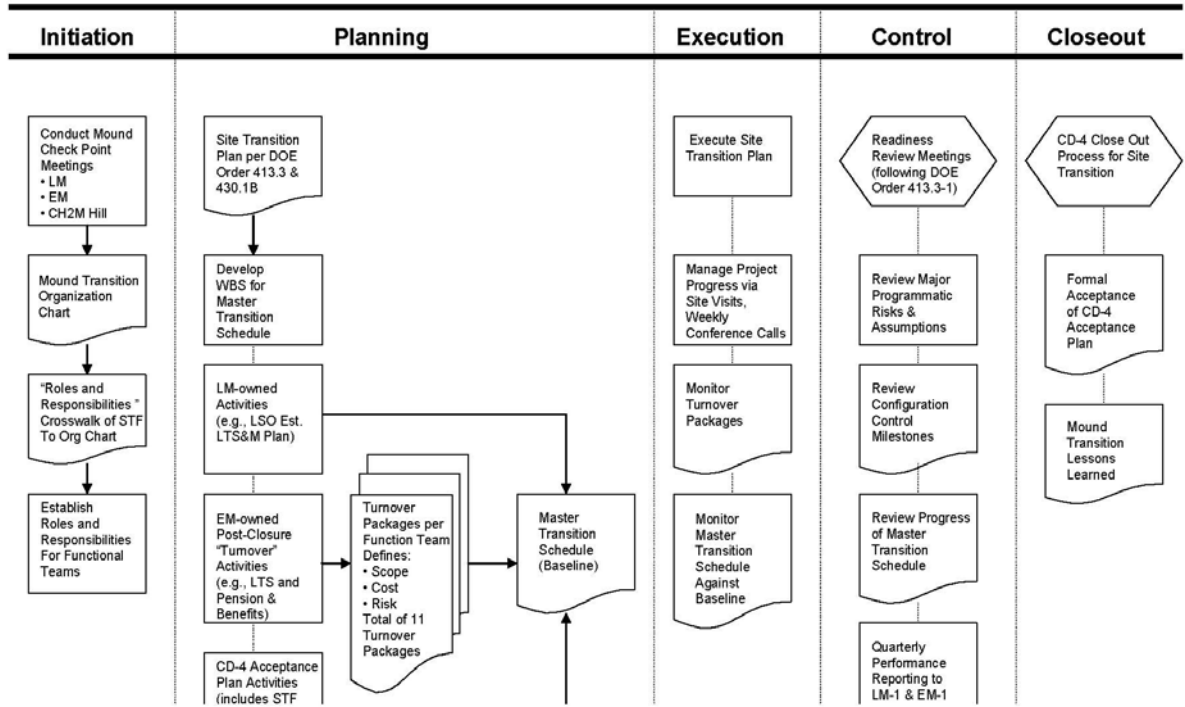 Initiation
Planning
Execution
Control
Closeout
Conduct Mound
Check Point
Meetings
• LM
• EM
• CH2M Hill
Mound Transition
Organization
Chart
“Roles and
Responsibilities ”
Crosswalk of STF
To Org Chart
Establish
Roles and
Responsibilities
For Functional
Teams
Site Transition
Plan per DOE
Order 413.3 &
430.1B
Develop
WBS for
Master
Transition
Schedule
LM-owned
Activities
(e.g., LSO Est.
LTS&M Plan)
EM-owned
Post-Closure
“Turnover”
Activities
(e.g., LTS and
Pension &
Benefits)
CD-4 Acceptance
Plan Activities
(includes STF
Turnover
Packages per
Function Team
Defines:
• Scope
• Cost
• Risk
Total of 11
Turnover
Packages
Master
Transition
Schedule
(Baseline)
Execute Site
Transition Plan
Manage Project
Progress via
Site Visits,
Weekly
Conference Calls
Monitor
Turnover
Packages
Monitor
Master
Transition
Schedule
Against
Baseline
Readiness
Review Meetings
(following DOE
Order 413.3-1)
Review Major
Programmatic
Risks &
Assumptions
Review
Configuration
Control
Milestones
Review Progress
of Master
Transition
Schedule
Quarterly
Performance
Reporting to
LM-1 & EM-1
CD-4 Close Out
Process for Site
Transition
Formal
Acceptance
of CD-4
Acceptance
Plan
Mound
Transition
Lessons
Learned